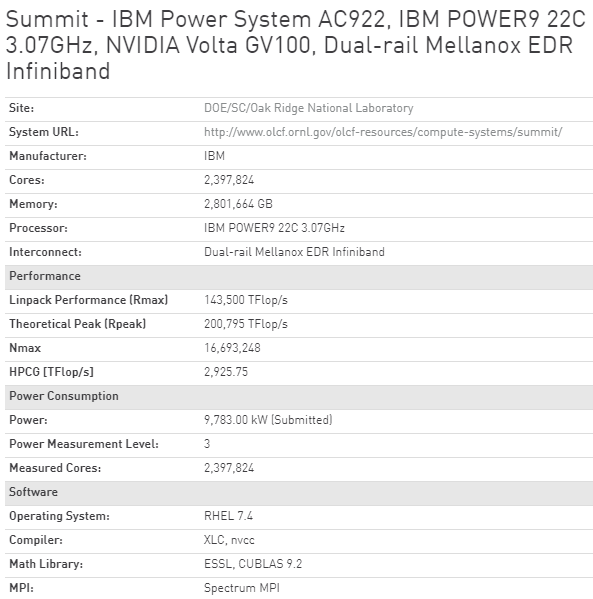 Summit - IBM Power System AC922, IBM POWER9 22C
3.07GHz, NVIDIA Volta GV100, Dual-rail Mellanox EDR
Infiniband
Site: DOE/SC/Oak Ridge National Laboratory
System URL: http://www.olcf.ornl.gov/olcf-resources/compute-systems/summit/
Manufacturer: IBM
Cores: 2,397,824
Memory: 2,801,664 GB
Processor: IBM POWER9 22C 3.07GHz
Interconnect: Dual-rail Mellanox EDR Infiniband
Performance
Linpack Performance (Rmax) 143,500 TFlop/s
Theoretical Peak (Rpeak) 200,795 TFlop/s
Nmax 16,693,248
HPCG [TFlop/s] 2,925.75
Power Consumption
Power: 9,783.00 kW (Submitted)
Power Measurement Level: 3
Measured Cores: 2,397,824
Software
Operating System: RHEL 7.4
Compiler: XLC, nvcc
Math Library: ESSL, CUBLAS 9.2
MPI: Spectrum MPI